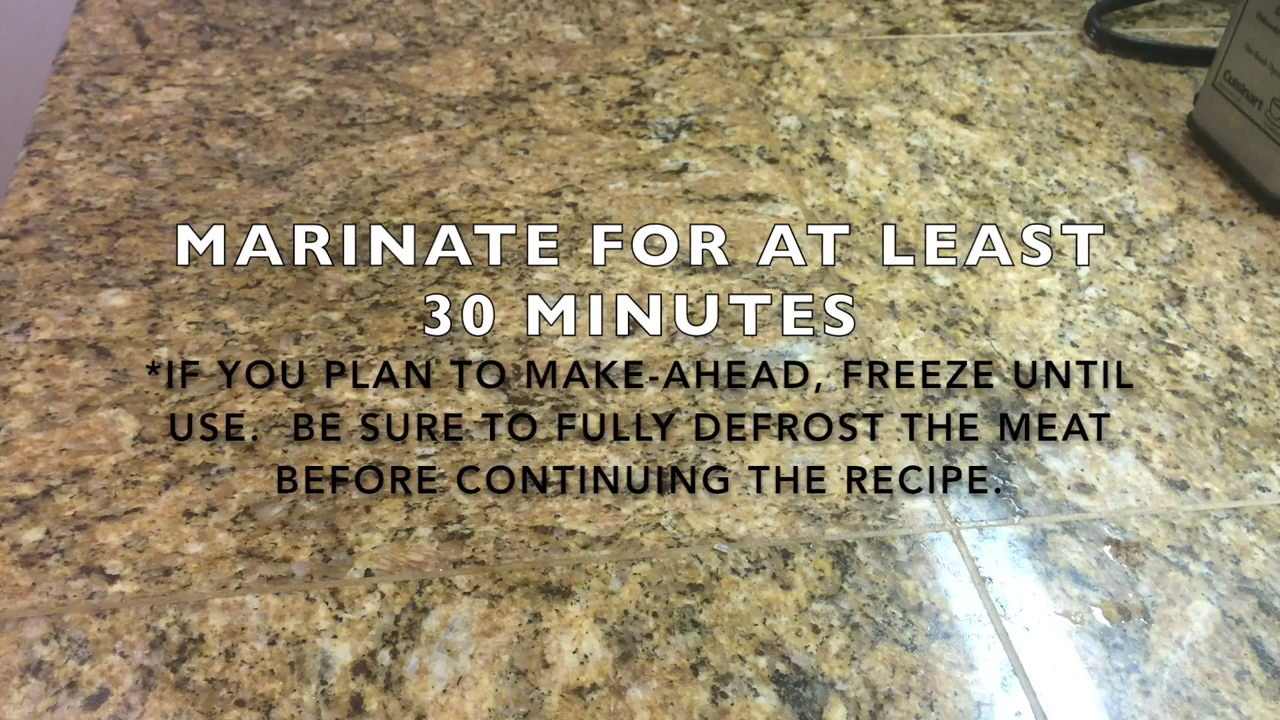 Cuisinart
MARINATE FOR AT LEAST
30 MINUTES
*IF YOU PLAN TO MAKE-AHEAD, FREEZE UNTIL
USE.  BE SURE TO FULLY DEFROST THE MEAT
BEFORE CONTINUING THE RECIPE.